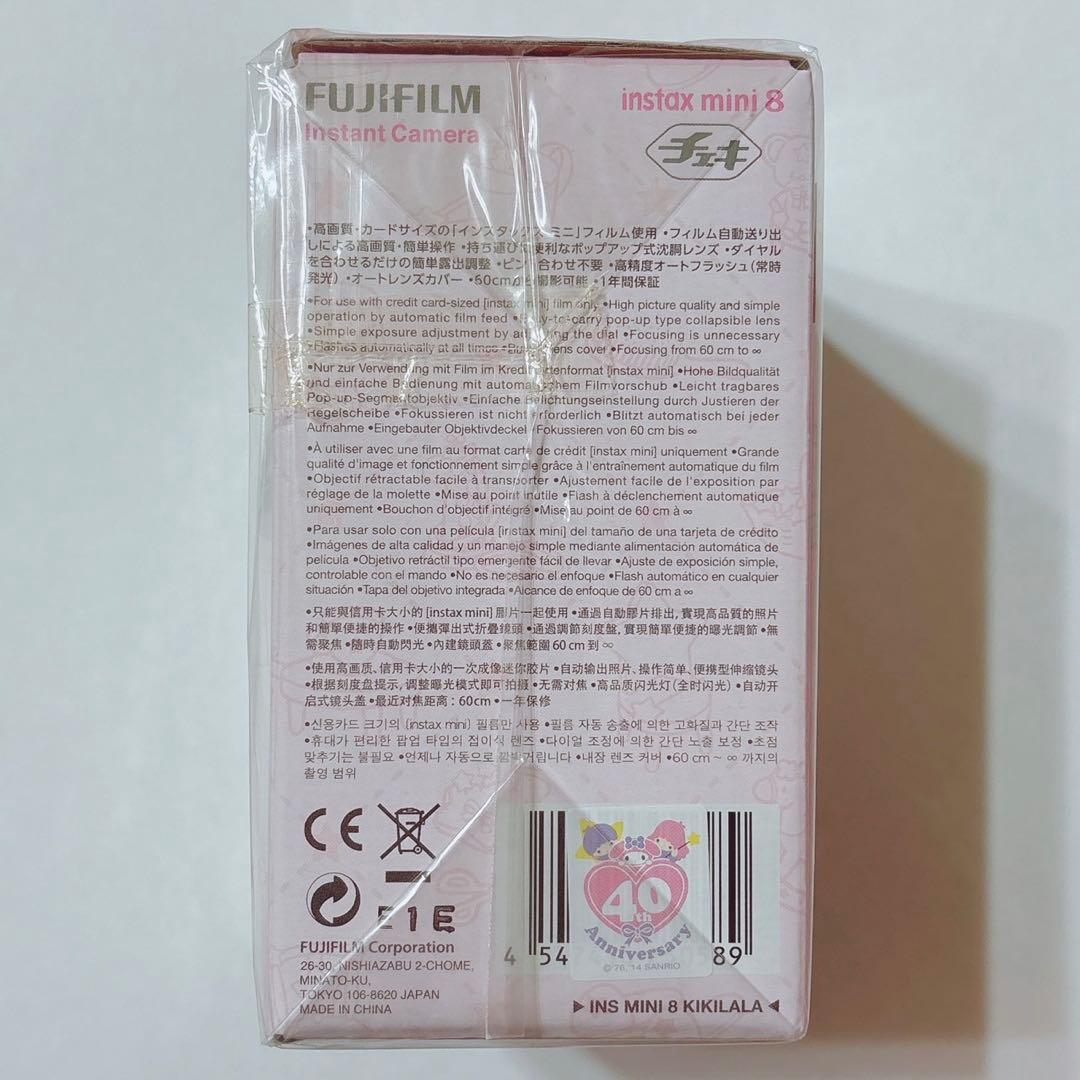 FUJIFILM
Instant Camera
instax mini 8
チェキ
•高画質・カードサイズの「インスタックス ミニ」フィルム使用 •フィルム自動送り出
しによる高画質・簡単操作 •持ち運びに便利なポップアップ式沈胴レンズ •ダイヤル
を合わせるだけの簡単露出調整 •ピント合わせ不要 •高精度オートフラッシュ(常時
発光) •オートレンズカバー •60cmから撮影可能 •1年間保証
•For use with credit card-sized [instax mini] film only •High picture quality and simple
operation by automatic film feed •Easy-to-carry pop-up type collapsible lens
•Simple exposure adjustment by adjusting the dial •Focusing is unnecessary
•Flashes automatically at all times •Built-in lens cover •Focusing from 60 cm to ∞
•Nur zur Verwendung mit Film im Kreditkartenformat [instax mini] •Hohe Bildqualität
und einfache Bedienung mit automatischem Filmvorschub •Leicht tragbares
Pop-up-Segmentobjektiv •Einfache Belichtungseinstellung durch Justieren der
Regelscheibe •Fokussieren ist nicht erforderlich •Blitzt automatisch bei jeder
Aufnahme •Eingebauter Objektivdeckel •Fokussieren von 60 cm bis ∞
•À utiliser avec une film au format carte de crédit [instax mini] uniquement •Grande
qualité d'image et fonctionnement simple grâce à l'entraînement automatique du film
•Objectif rétractable facile à transporter •Ajustement facile de l'exposition par
réglage de la molette •Mise au point inutile •Flash à déclenchement automatique
uniquement •Bouchon d'objectif intégré •Mise au point de 60 cm à ∞
•Para usar solo con una película [instax mini] del tamaño de una tarjeta de crédito
•Imágenes de alta calidad y un manejo simple mediante alimentación automática de
película •Objetivo retráctil tipo emergente fácil de llevar •Ajuste de exposición simple,
controlable con el mando •No es necesario el enfoque •Flash automático en cualquier
situación •Tapa del objetivo integrada •Alcance de enfoque de 60 cm a ∞
•只能與信用卡大小的 [instax mini] 膠片一起使用 •通過自動膠片排出, 實現高品質的照片
和簡單便捷的操作 •便攜彈出式折疊鏡頭 •通過調節刻度盤, 實現簡單便捷的曝光調節 •無
需聚焦 •隨時自動閃光 •內建鏡頭蓋 •聚焦範圍 60 cm 到 ∞
•使用高画质、信用卡大小的一次成像迷你胶片 •自动输出照片、操作简单、便携型伸缩镜头
•根据刻度盘提示, 调整曝光模式即可拍摄 •无需对焦 •高品质闪光灯(全时闪光) •自动开
启式镜头盖 •最近对焦距离: 60cm •一年保修
•신용카드 크기의 [instax mini] 필름만 사용 •필름 자동 송출에 의한 고화질과 간단 조작
•휴대가 편리한 팝업 타입의 접이식 렌즈 •다이얼 조정에 의한 간단 노출 보정 •초점
맞추기는 불필요 •언제나 자동으로 깜빡거립니다 •내장 렌즈 커버 •60 cm ~ ∞ 까지의
촬영 범위
CE
E1E
FUJIFILM Corporation
26-30, NISHIAZABU 2-CHOME,
MINATO-KU,
TOKYO 106-8620 JAPAN
MADE IN CHINA
40th
Anniversary
© '76, '14 SANRIO
4 54
89
▶ INS MINI 8 KIKILALA ◀